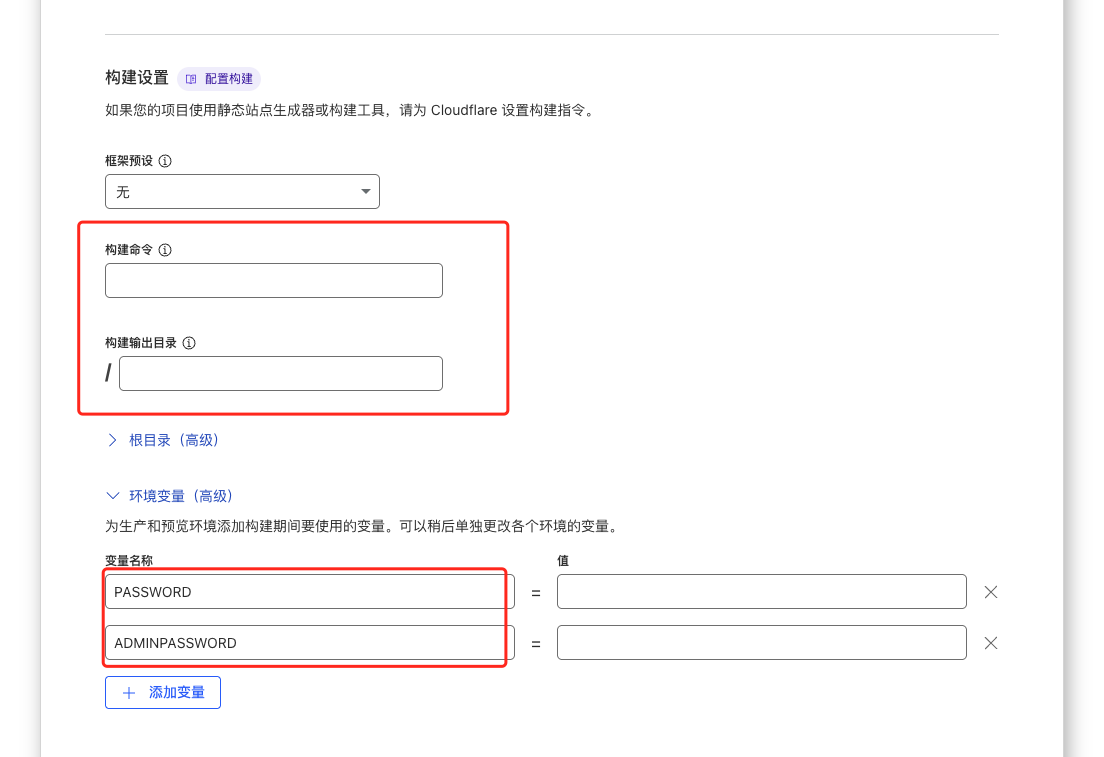 构建设置 配置构建
如果您的项目使用静态站点生成器或构建工具，请为 Cloudflare 设置构建指令。
框架预设
无
构建命令
构建输出目录
/
根目录（高级）
环境变量（高级）
为生产和预览环境添加构建期间要使用的变量。可以稍后单独更改各个环境的变量。
变量名称 值
PASSWORD =
ADMINPASSWORD =
添加变量